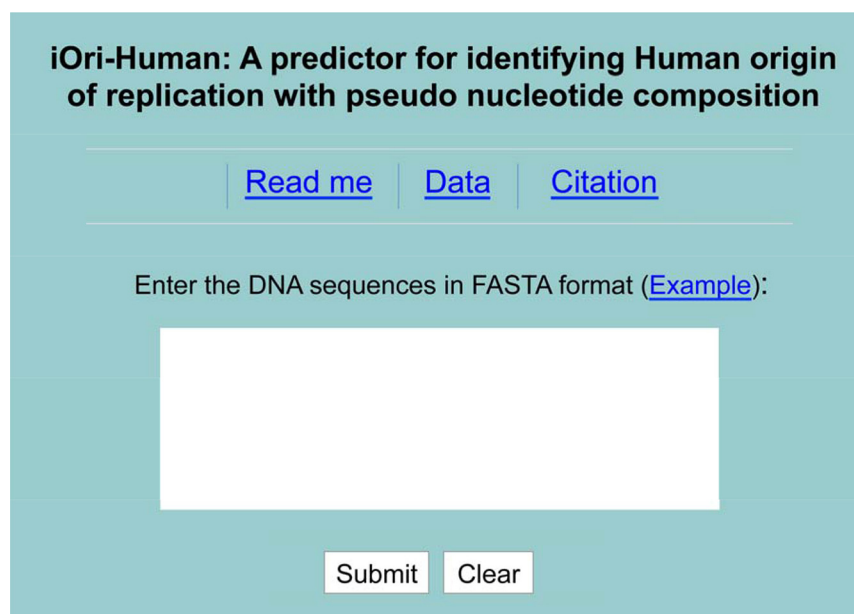 iOri-Human: A predictor for identifying Human origin
of replication with pseudo nucleotide composition
Read me Data Citation
Enter the DNA sequences in FASTA format (Example):
Submit Clear